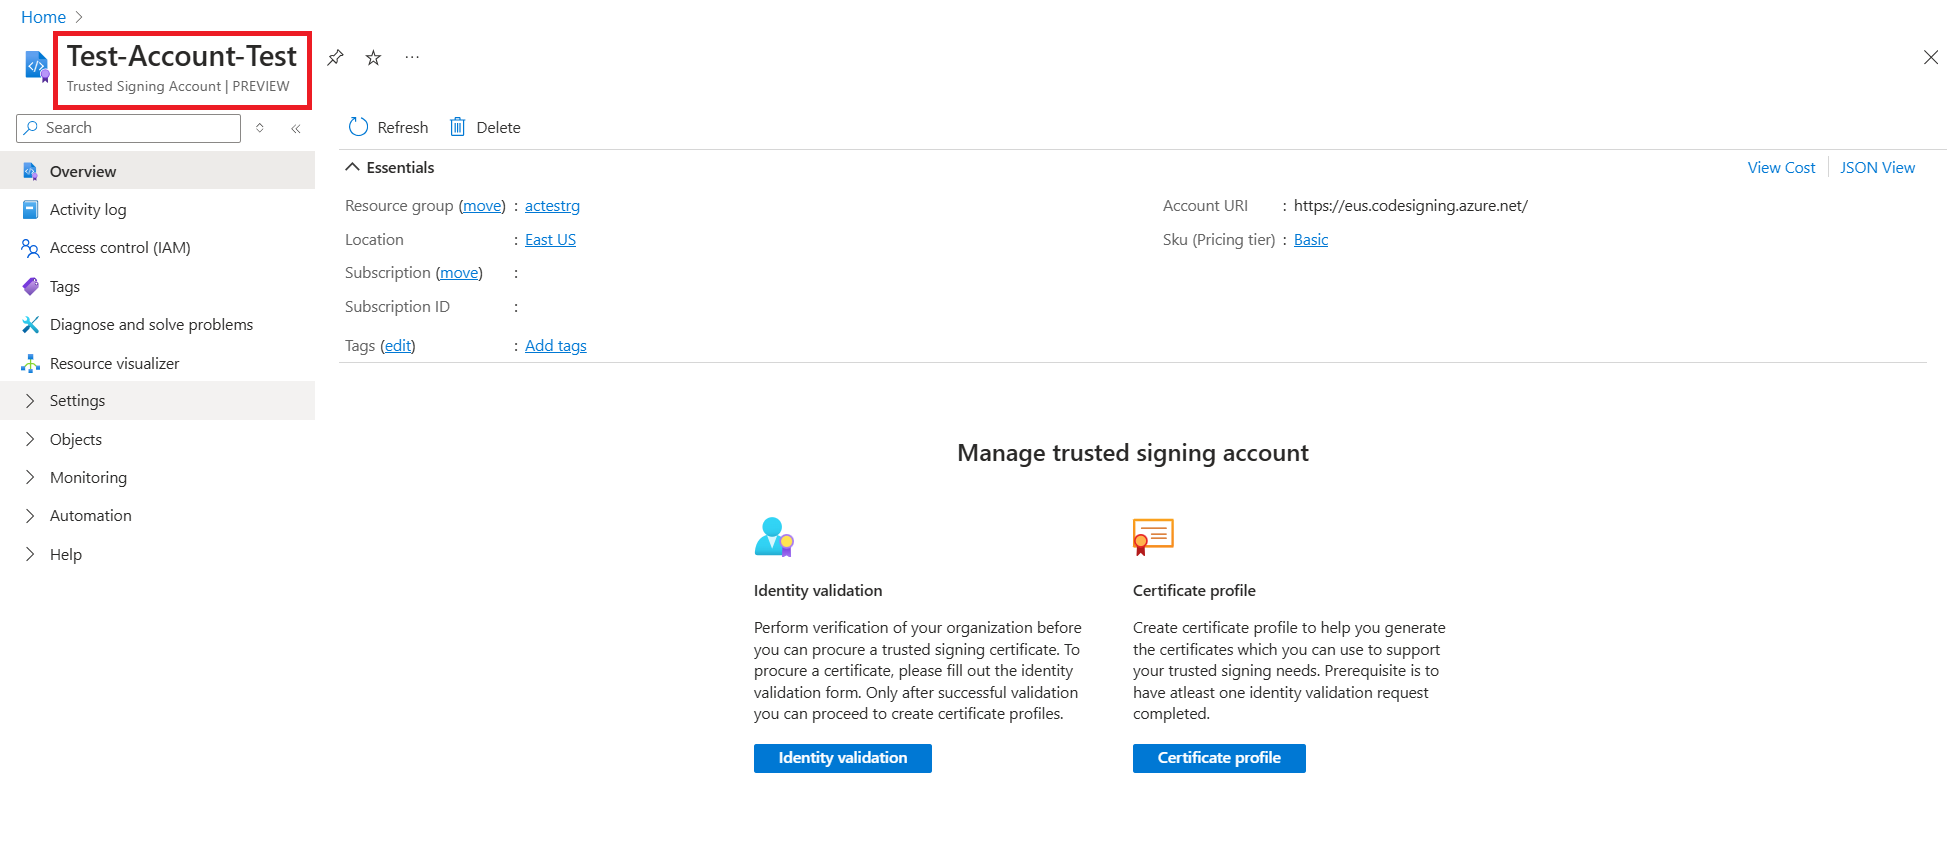 Home
Test-Account-Test
Trusted Signing Account | PREVIEW
Search
Refresh
Delete
Overview
Activity log
Access control (IAM)
Tags
Diagnose and solve problems
Resource visualizer
Settings
Objects
Monitoring
Automation
Help
Essentials
View Cost
JSON View
Resource group (move) : actestrg
Location : East US
Subscription (move) :
Subscription ID :
Tags (edit) : Add tags
Account URI : https://eus.codesigning.azure.net/
Sku (Pricing tier) : Basic
Manage trusted signing account
Identity validation
Perform verification of your organization before
you can procure a trusted signing certificate. To
procure a certificate, please fill out the identity
validation form. Only after successful validation
you can proceed to create certificate profiles.
Identity validation
Certificate profile
Create certificate profile to help you generate
the certificates which you can use to support
your trusted signing needs. Prerequisite is to
have atleast one identity validation request
completed.
Certificate profile